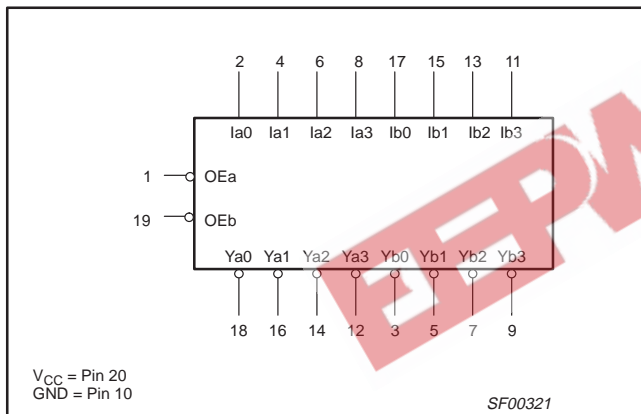 2 4 6 8 17 15 13 11
Ia0 Ia1 Ia2 Ia3 Ib0 Ib1 Ib2 Ib3
1 OEa
19 OEb
Ya0 Ya1 Ya2 Ya3 Yb0 Yb1 Yb2 Yb3
18 16 14 12 3 5 7 9
VCC = Pin 20
GND = Pin 10
SF00321